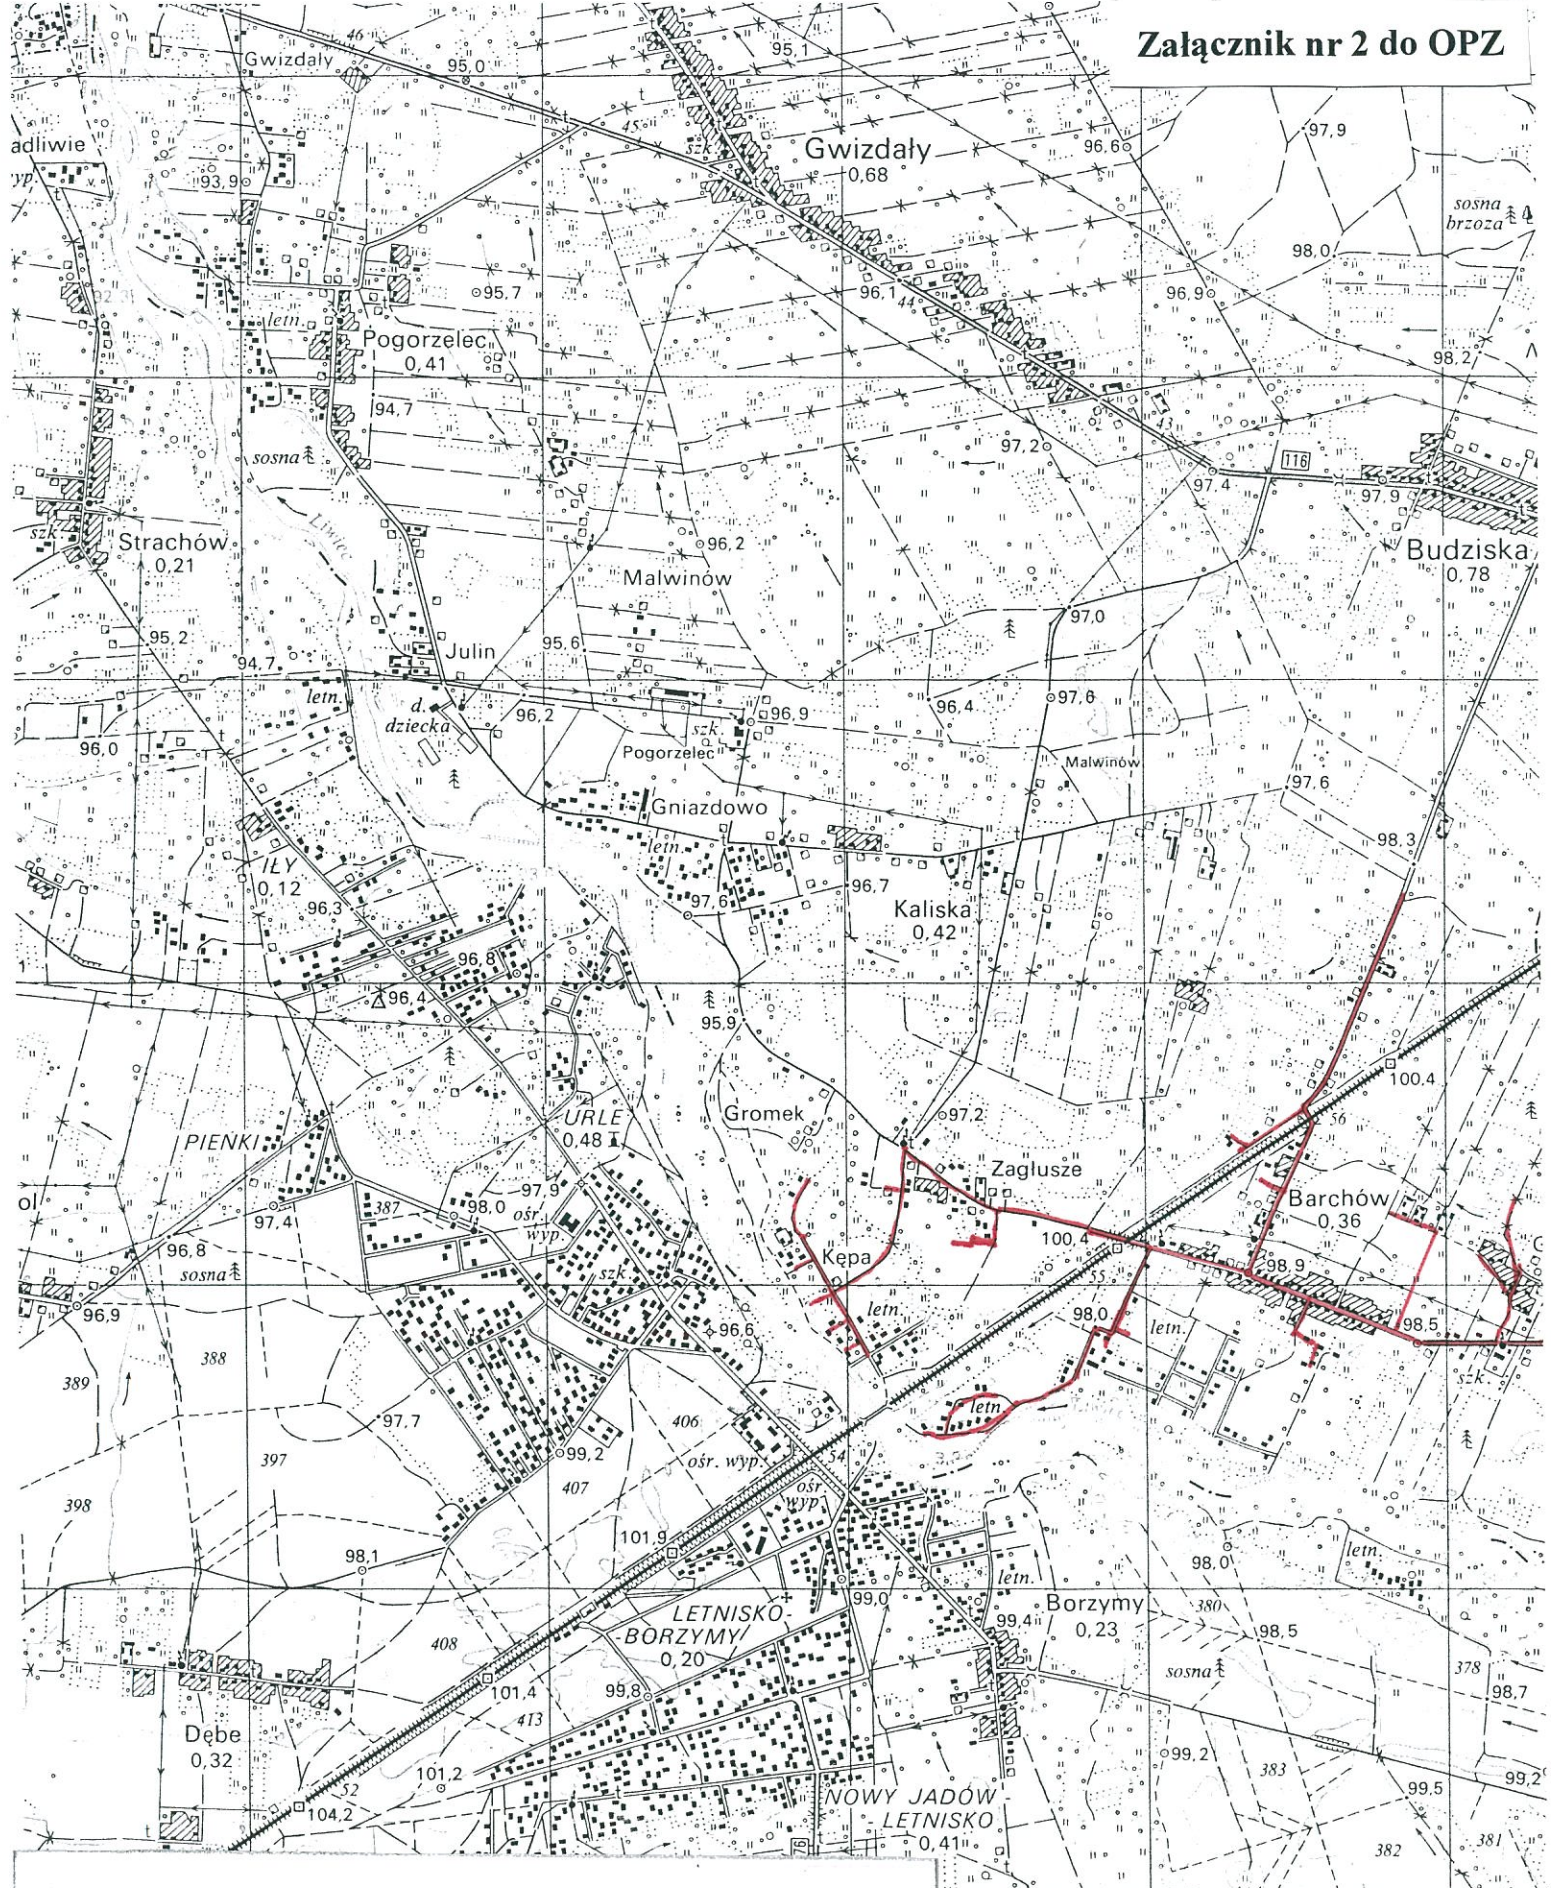 Załącznik nr 2 do OPZ
46
Gwizdały
95,0
95,1
45
szk.
Gwizdały
0,68
96,6
97,9
adliwie
wyp.
93,9
sosna
brzoza
98,0
95,7
96,1
44
96,9
letn.
Pogorzelec
0,41
98,2
94,7
43
sosna
97,2
116
97,4
97,9
szk.
Strachów
0,21
Liwiec
96,2
Budziska
0,78
Malwinów
97,0
95,2
Julin
95,6
94,7
letn.
d.
dziecka
96,2
96,9
96,4
97,6
szk.
Pogorzelec
96,0
Malwinów
97,6
Gniazdowo
letn.
98,3
IŁY
0,12
96,7
96,3
97,6
Kaliska
0,42
96,8
96,4
95,9
100,4
URLE
0,48
Gromek
97,2
56
PIEŃKI
Zagłusze
97,9
Barchów
0,36
387
98,0
ośr.
wyp.
97,4
ol
100,4
96,8
Kępa
98,9
sosna
szk.
55
96,9
letn.
98,0
96,6
letn.
98,5
388
szk.
389
letn.
97,7
406
99,2
397
ośr. wyp.
54
407
ośr.
wyp.
398
101,9
98,1
98,0
letn.
letn.
99,0
LETNISKO-
-BORZYMY
0,20
Borzymy
0,23
380
99,4
98,5
408
sosna
378
101,4
99,8
98,7
413
Dębe
0,32
99,2
101,2
383
99,2
52
99,5
104,2
NOWY JADÓW
-LETNISKO
0,41
381
382